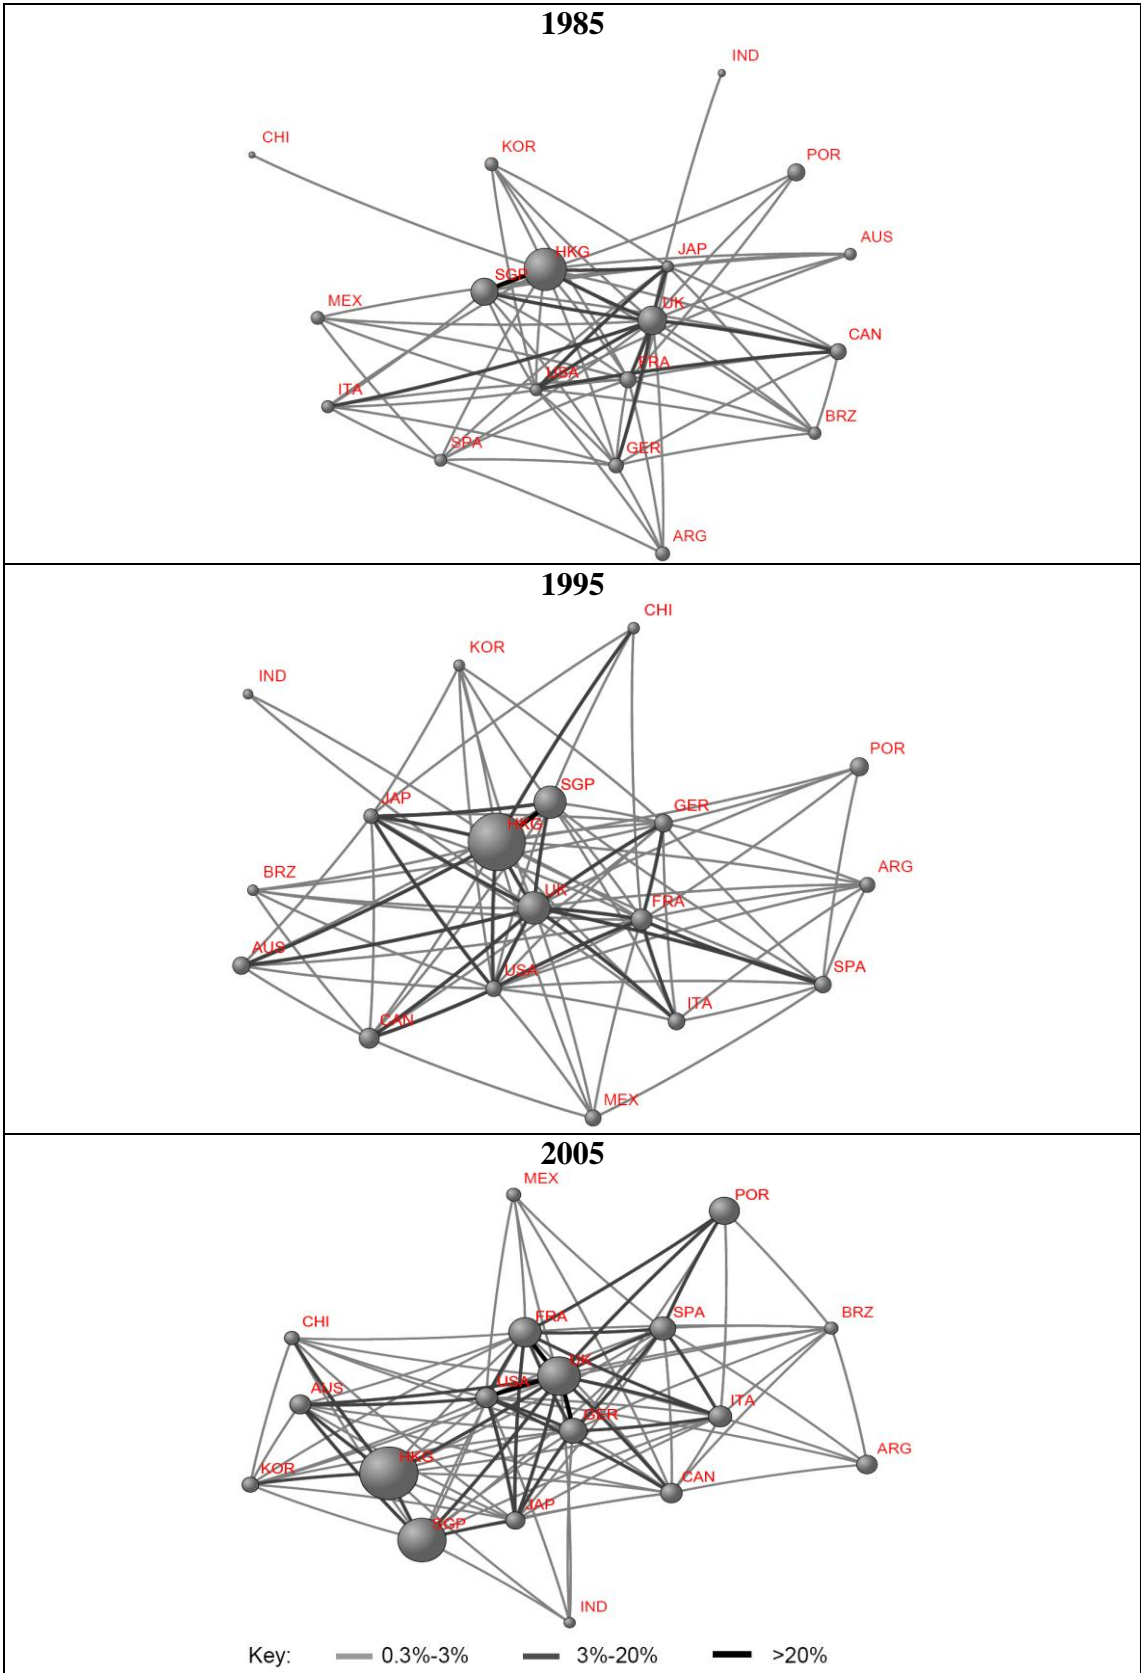 1985
IND
CHI
KOR
POR
AUS
HKG
JAP
SGP
MEX
UK
CAN
FRA
USA
ITA
BRZ
SPA
GER
ARG
1995
CHI
KOR
IND
POR
SGP
JAP
GER
HKG
ARG
BRZ
UK
FRA
AUS
SPA
USA
ITA
CAN
MEX
2005
MEX
POR
BRZ
SPA
FRA
CHI
UK
USA
AUS
ITA
GER
ARG
HKG
KOR
CAN
JAP
SGP
IND
Key: 0.3%-3% 3%-20% >20%